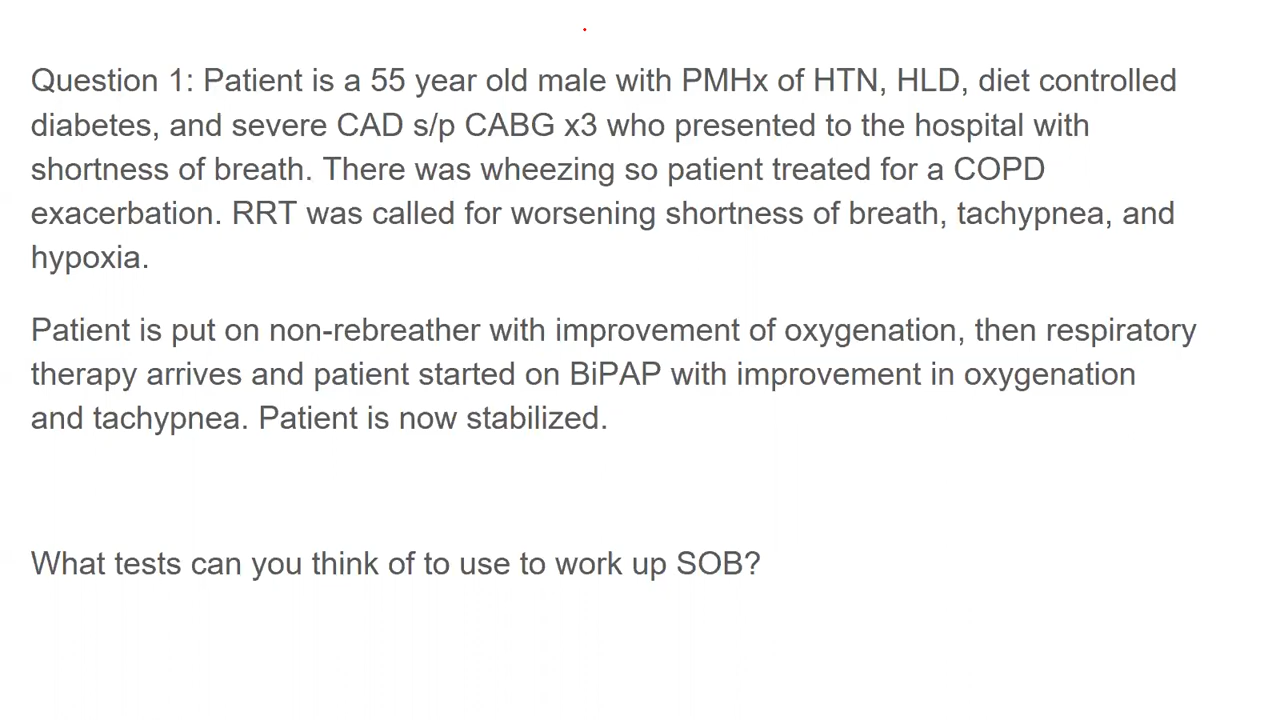 Question 1: Patient is a 55 year old male with PMHx of HTN, HLD, diet controlled
diabetes, and severe CAD s/p CABG x3 who presented to the hospital with
shortness of breath. There was wheezing so patient treated for a COPD
exacerbation. RRT was called for worsening shortness of breath, tachypnea, and
hypoxia.
Patient is put on non-rebreather with improvement of oxygenation, then respiratory
therapy arrives and patient started on BiPAP with improvement in oxygenation
and tachypnea. Patient is now stabilized.
What tests can you think of to use to work up SOB?